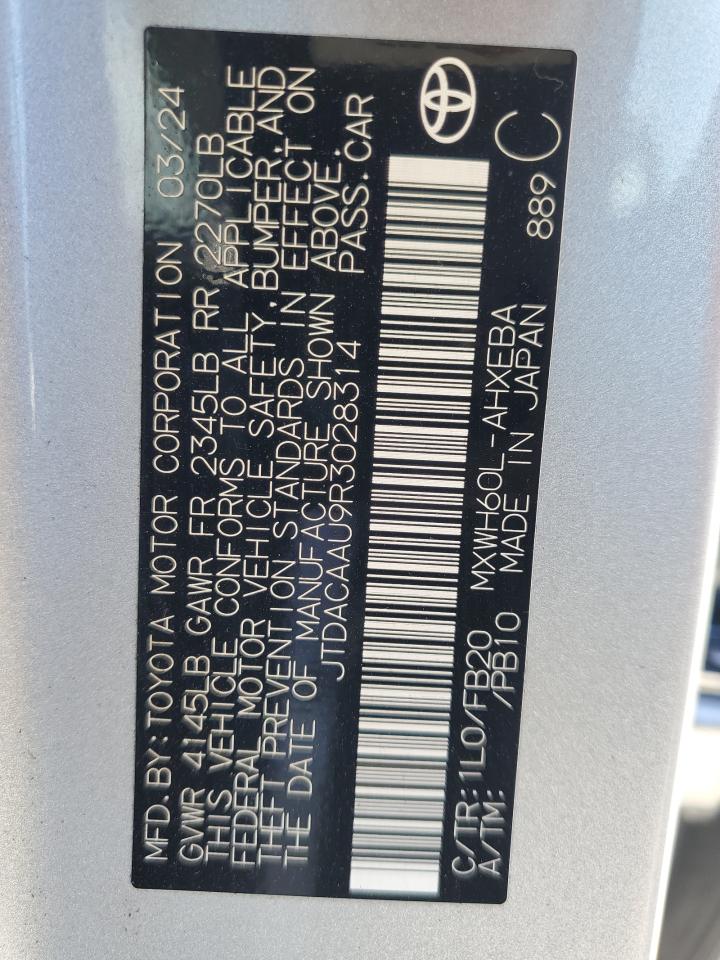 MFD.BY:TOYOTA MOTOR CORPORATION 03/24
GVWR 4145LB GAWR FR 2345LB RR 2270LB
THIS VEHICLE CONFORMS TO ALL APPLICABLE
FEDERAL MOTOR VEHICLE SAFETY,BUMPER,AND
THEFT PREVENTION STANDARDS IN EFFECT ON
THE DATE OF MANUFACTURE SHOWN ABOVE.
JTDACAAU9R3028314 PASS.CAR
C/TR:1L0/FB20 MXWH60L-AHXEBA
A/TM: /PB10 MADE IN JAPAN 889
C